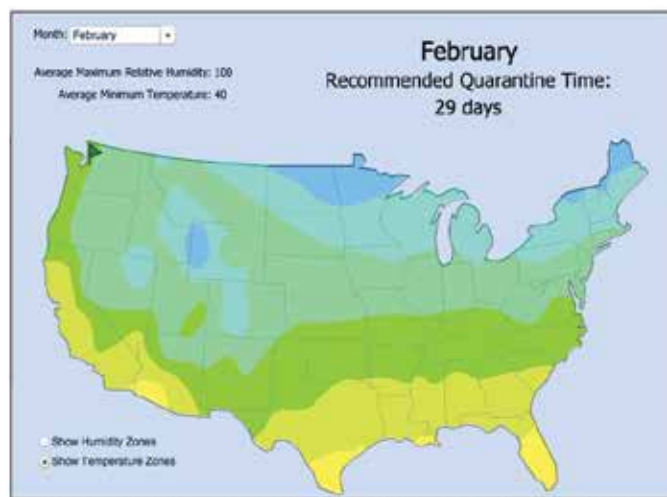 Month: February
Average Maximum Relative Humidity: 100
Average Minimum Temperature: 40
February
Recommended Quarantine Time:
29 days
Show Humidity Zones
Show Temperature Zones